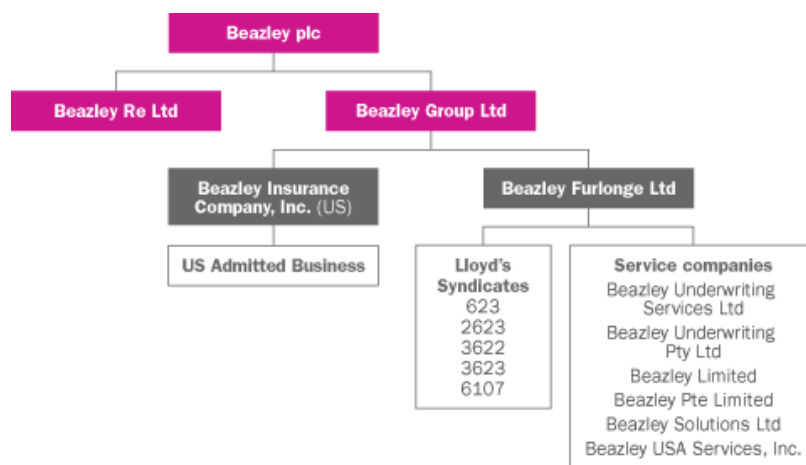 Beazley plc
Beazley Re Ltd
Beazley Group Ltd
Beazley Insurance
Company, Inc. (US)
Beazley Furlonge Ltd
US Admitted Business
Lloyd's
Syndicates
623
2623
3622
3623
6107
Service companies
Beazley Underwriting
Services Ltd
Beazley Underwriting
Pty Ltd
Beazley Limited
Beazley Pte Limited
Beazley Solutions Ltd
Beazley USA Services, Inc.